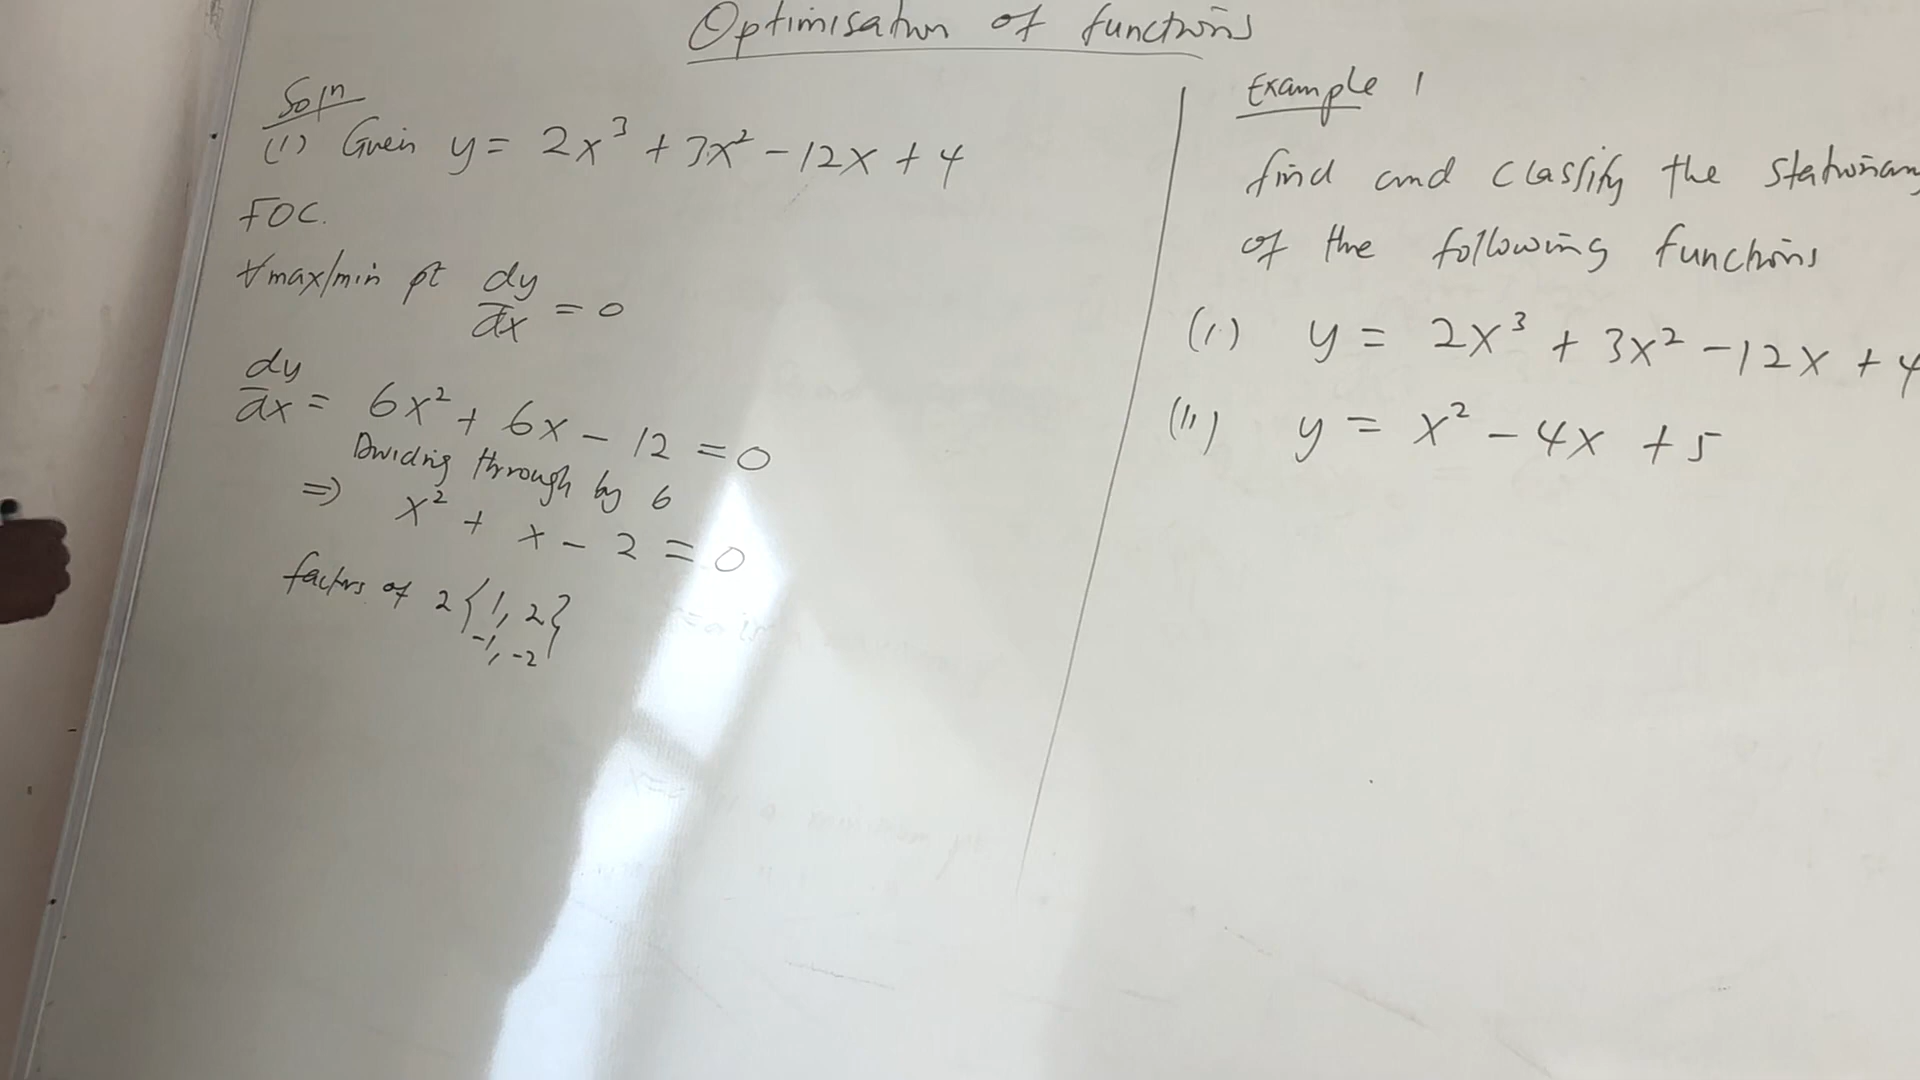 Optimisation of functions
Soln
(1) Given y = 2x³ + 3x² - 12x + 4
FOC.
∀ max/min pt dy/dx = 0
dy/dx = 6x² + 6x - 12 = 0
Dividing through by 6
⇒ x² + x - 2 = 0
factors of 2 {1, 2}
-1, -2
Example 1
find and classify the stationary
of the following functions
(i) y = 2x³ + 3x² - 12x + 4
(ii) y = x² - 4x + 5